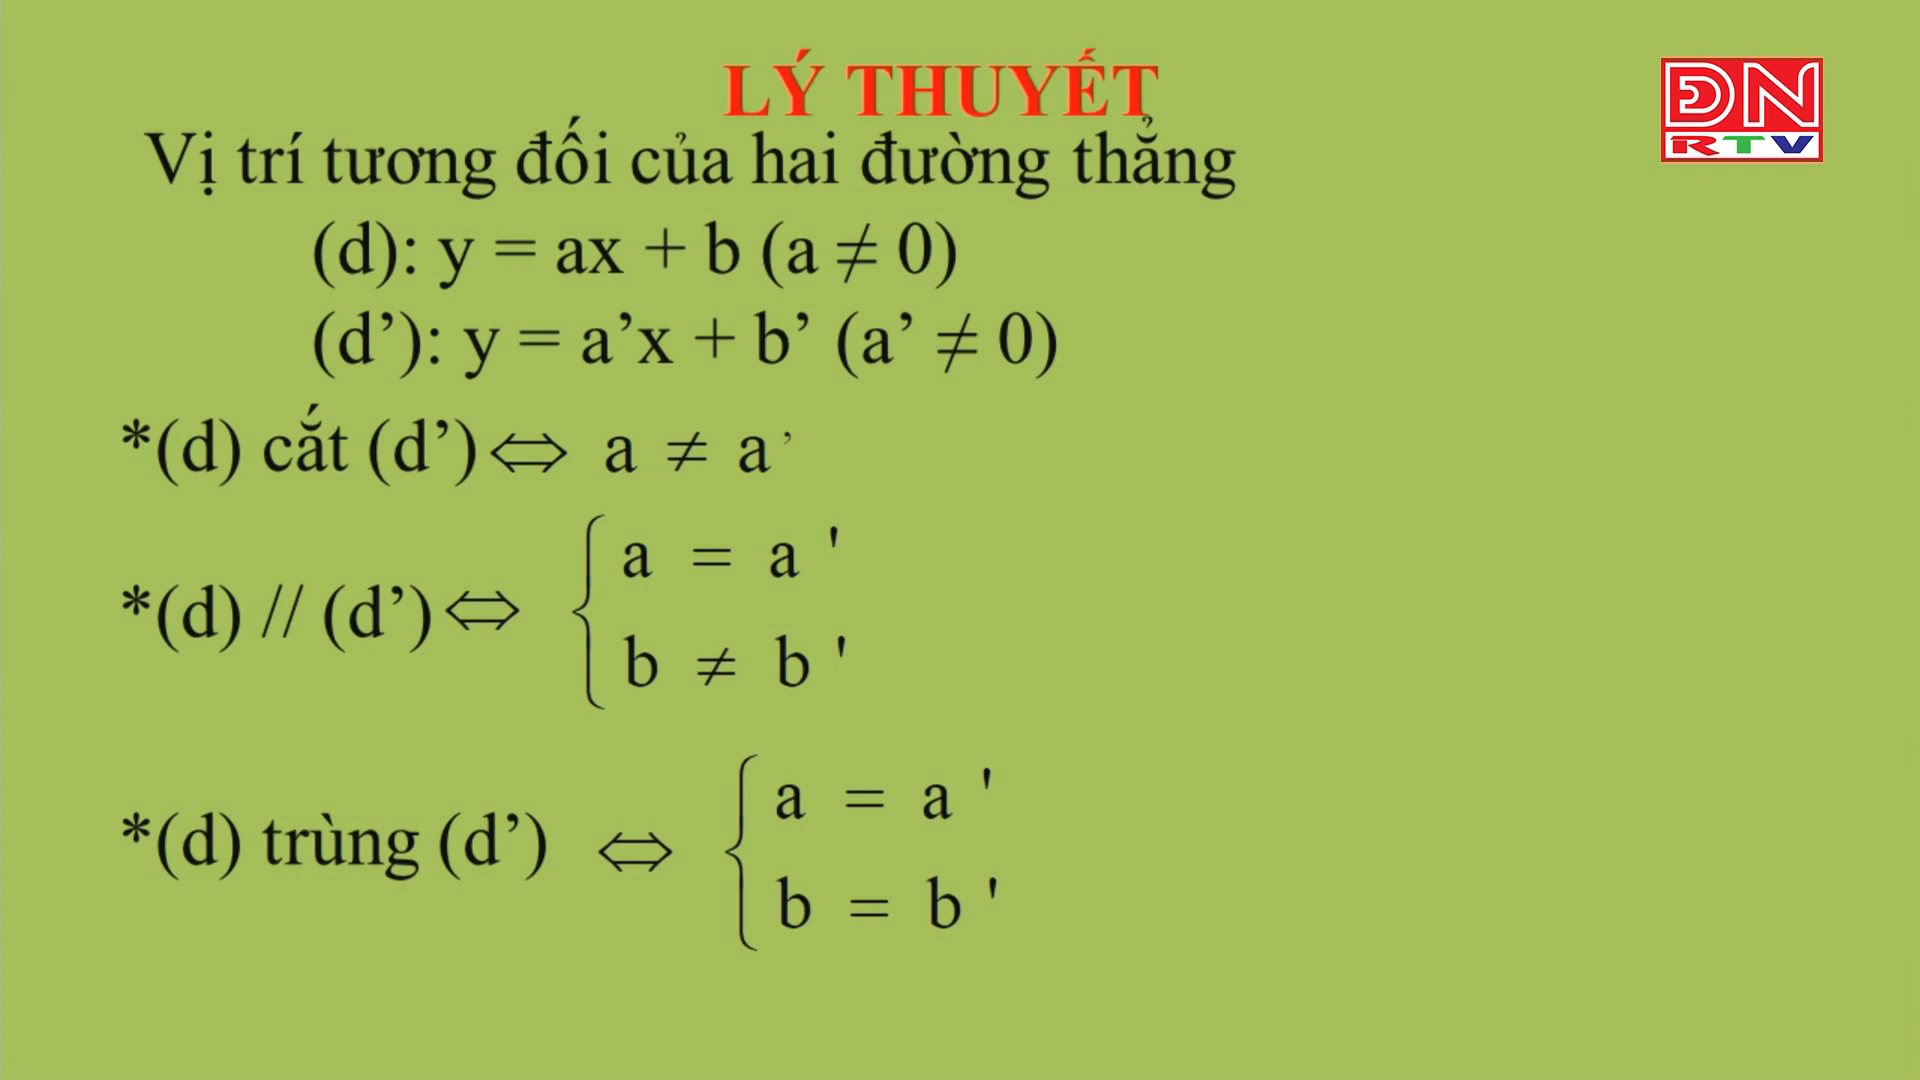 LÝ THUYẾT
ĐN
RTV
Vị trí tương đối của hai đường thẳng
(d): y = ax + b (a ≠ 0)
(d’): y = a’x + b’ (a’ ≠ 0)
*(d) cắt (d’) ⇔ a ≠ a’
*(d) // (d’) ⇔ { a = a '
b ≠ b '
*(d) trùng (d’) ⇔ { a = a '
b = b '